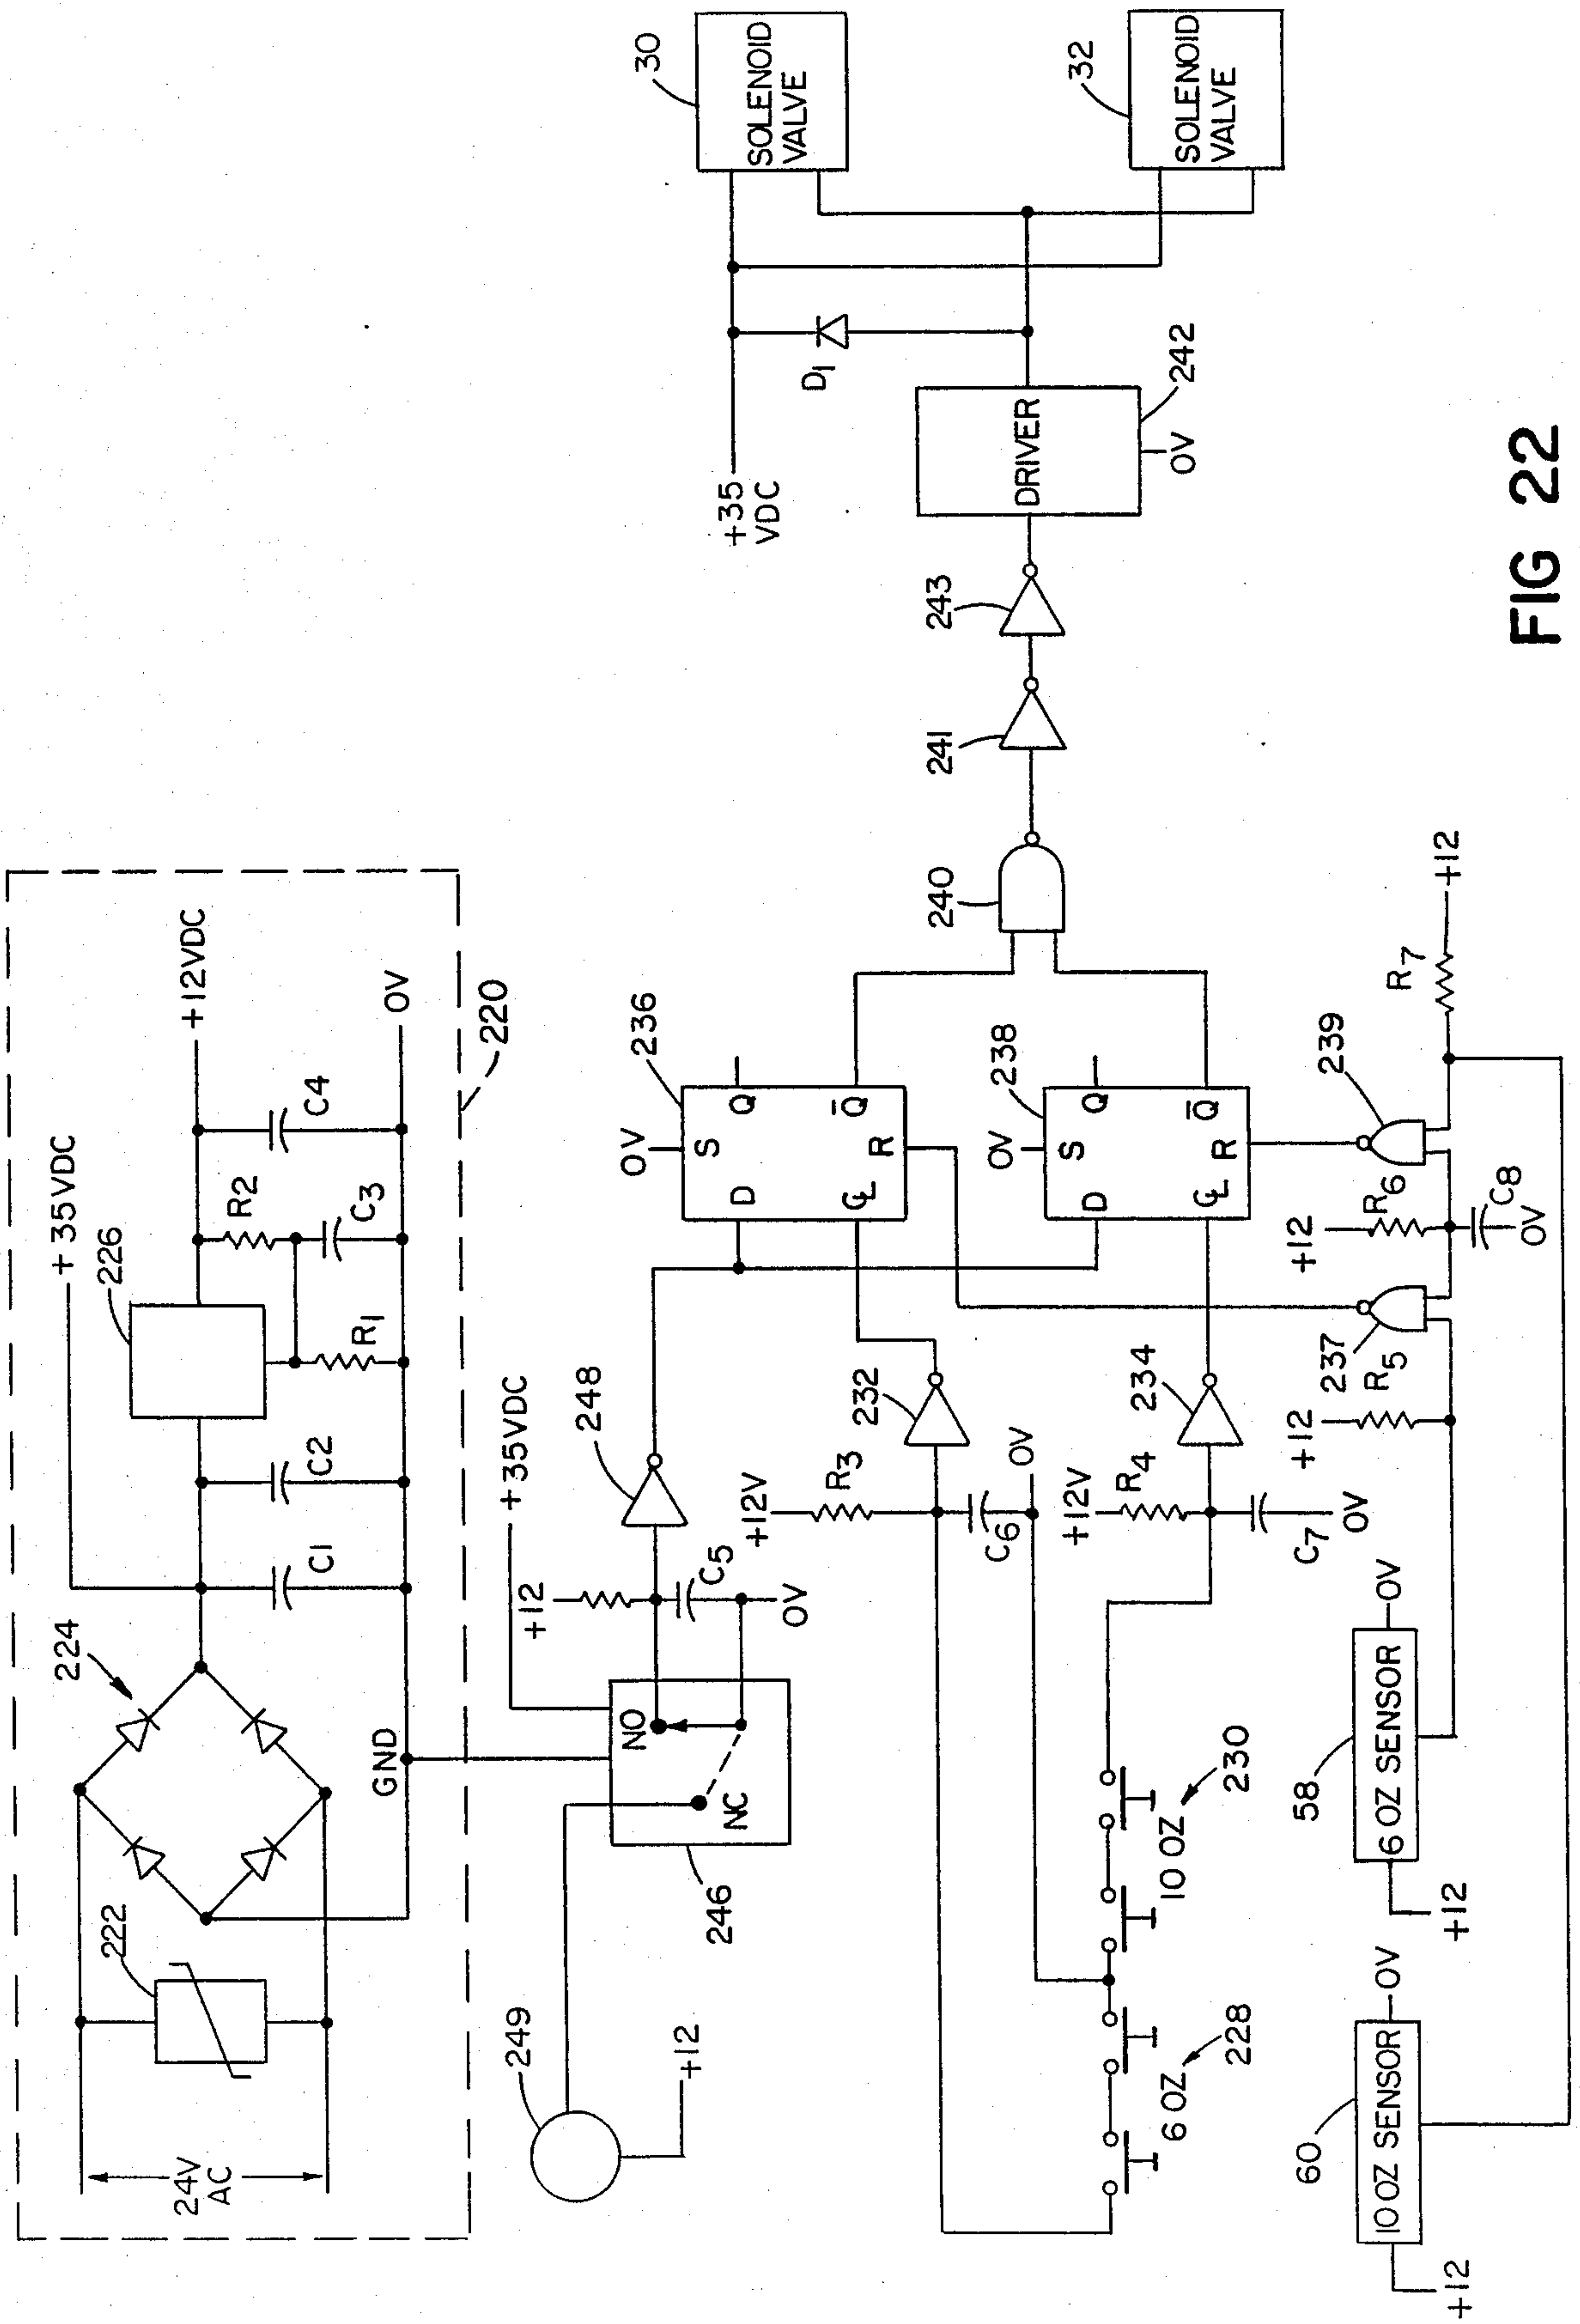 24V
AC
222
224
+35VDC
226
+12VDC
R2
R1
C1
C2
C3
C4
GND
0V
220
249
+12
246
NO
NC
+12
C5
0V
+35VDC
248
+12V
R3
232
C6
0V
0V
236
S
D
Q
C̵L
Q̅
R
+12V
R4
234
C7
0V
0V
238
S
D
Q
C̵L
Q̅
R
6 OZ
228
10 OZ
230
60
10 OZ SENSOR
0V
+12
58
6 OZ SENSOR
0V
+12
+12
R5
237
+12
R6
C8
0V
239
R7
+12
240
241
243
DRIVER
242
0V
+35
VDC
D1
30
SOLENOID
VALVE
32
SOLENOID
VALVE
FIG 22